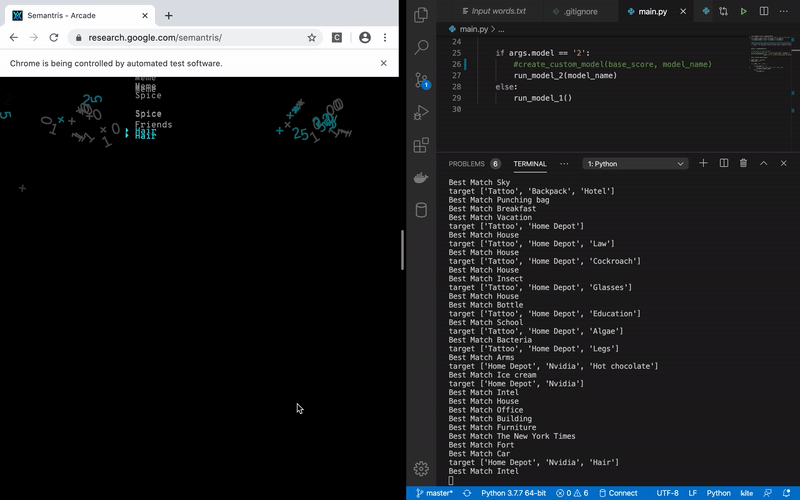 Semantris - Arcade
research.google.com/semantris/
Chrome is being controlled by automated test software.
Meme
Meme
Spice
Spice
Friends
Hair
Hair
25
25
Input words.txt
.gitignore
main.py
main.py > ...
24
25 if args.model == '2':
26 #create_custom_model(base_score, model_name)
27 run_model_2(model_name)
28 else:
29 run_model_1()
30
PROBLEMS 6 TERMINAL ... 1: Python
Best Match Sky
target ['Tattoo', 'Backpack', 'Hotel']
Best Match Punching bag
Best Match Breakfast
Best Match Vacation
target ['Tattoo', 'Home Depot']
Best Match House
target ['Tattoo', 'Home Depot', 'Law']
Best Match House
target ['Tattoo', 'Home Depot', 'Cockroach']
Best Match House
Best Match Insect
target ['Tattoo', 'Home Depot', 'Glasses']
Best Match House
Best Match Bottle
target ['Tattoo', 'Home Depot', 'Education']
Best Match School
target ['Tattoo', 'Home Depot', 'Algae']
Best Match Bacteria
target ['Tattoo', 'Home Depot', 'Legs']
Best Match Arms
target ['Home Depot', 'Nvidia', 'Hot chocolate']
Best Match Ice cream
target ['Home Depot', 'Nvidia']
Best Match Intel
Best Match House
Best Match Office
Best Match Building
Best Match Furniture
Best Match The New York Times
Best Match Fort
Best Match Car
target ['Home Depot', 'Nvidia', 'Hair']
Best Match Intel
master* Python 3.7.7 64-bit 0 6 Connect UTF-8 LF Python kite